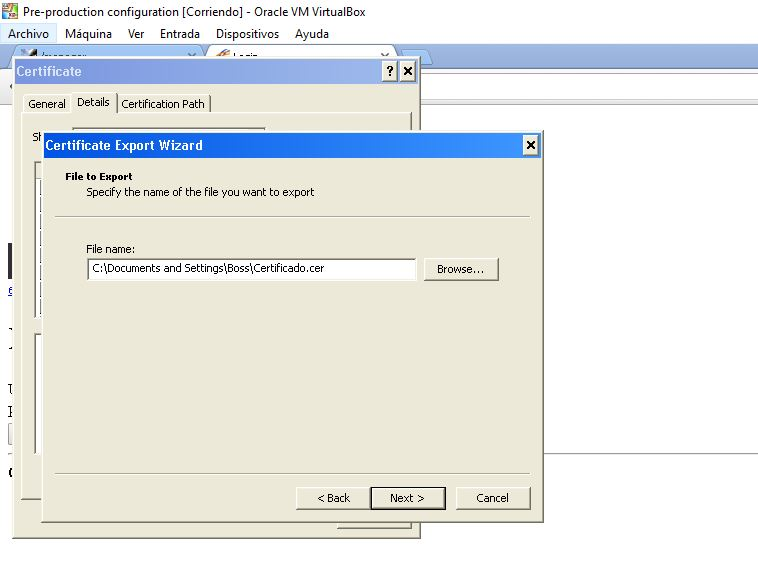 Pre-production configuration [Corriendo] - Oracle VM VirtualBox
Archivo Máquina Ver Entrada Dispositivos Ayuda
Certificate
General Details Certification Path
Certificate Export Wizard
File to Export
Specify the name of the file you want to export
File name:
C:\Documents and Settings\Boss\Certificado.cer
Browse...
< Back Next > Cancel